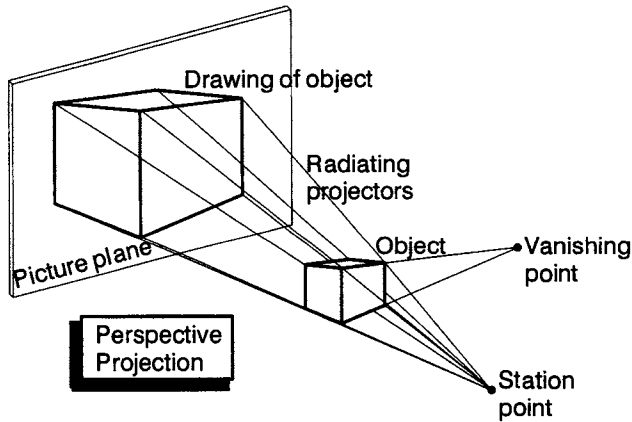 Drawing of object
Radiating
projectors
Object
Vanishing
point
Picture plane
Perspective
Projection
Station
point